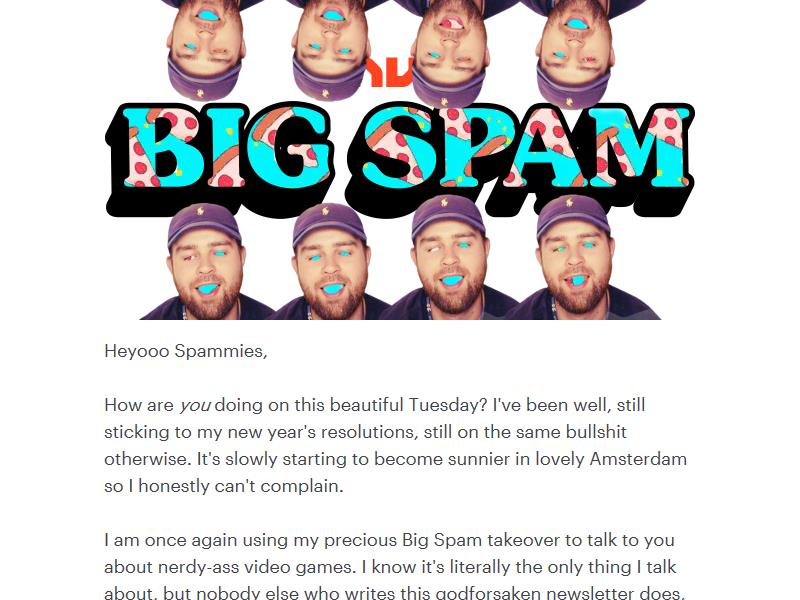 BIG SPAM
Heyooo Spammies,
How are you doing on this beautiful Tuesday? I've been well, still
sticking to my new year's resolutions, still on the same bullshit
otherwise. It's slowly starting to become sunnier in lovely Amsterdam
so I honestly can't complain.
I am once again using my precious Big Spam takeover to talk to you
about nerdy-ass video games. I know it's literally the only thing I talk
about, but nobody else who writes this godforsaken newsletter does,